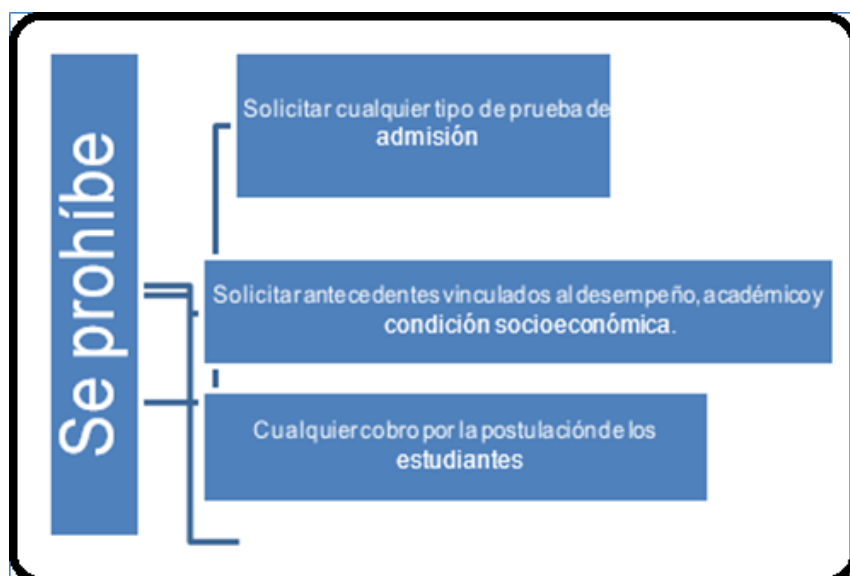 Se prohíbe
Solicitar cualquier tipo de prueba de
admisión
Solicitar antecedentes vinculados al desempeño, académico y
condición socioeconómica.
Cualquier cobro por la postulación de los
estudiantes